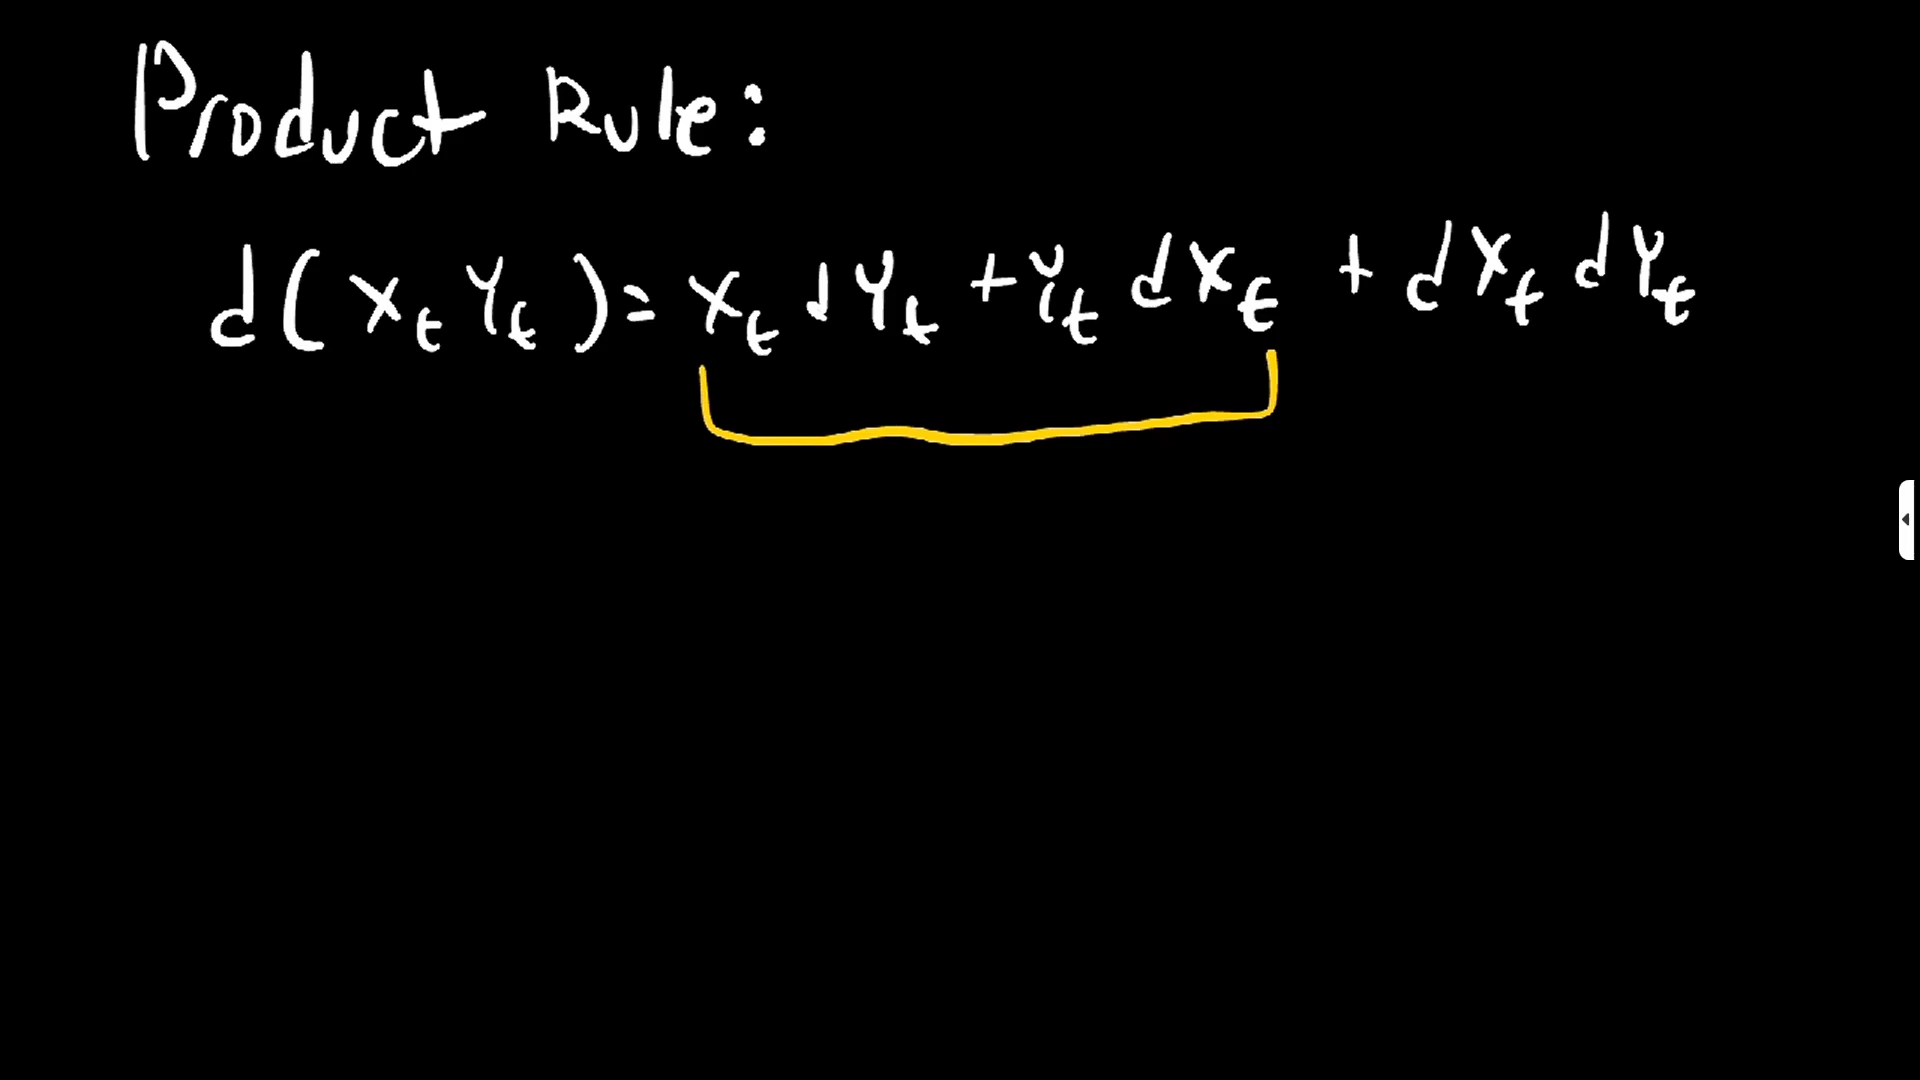 Product Rule:
d(X_t Y_t) = X_t dY_t + Y_t dX_t + dX_t dY_t